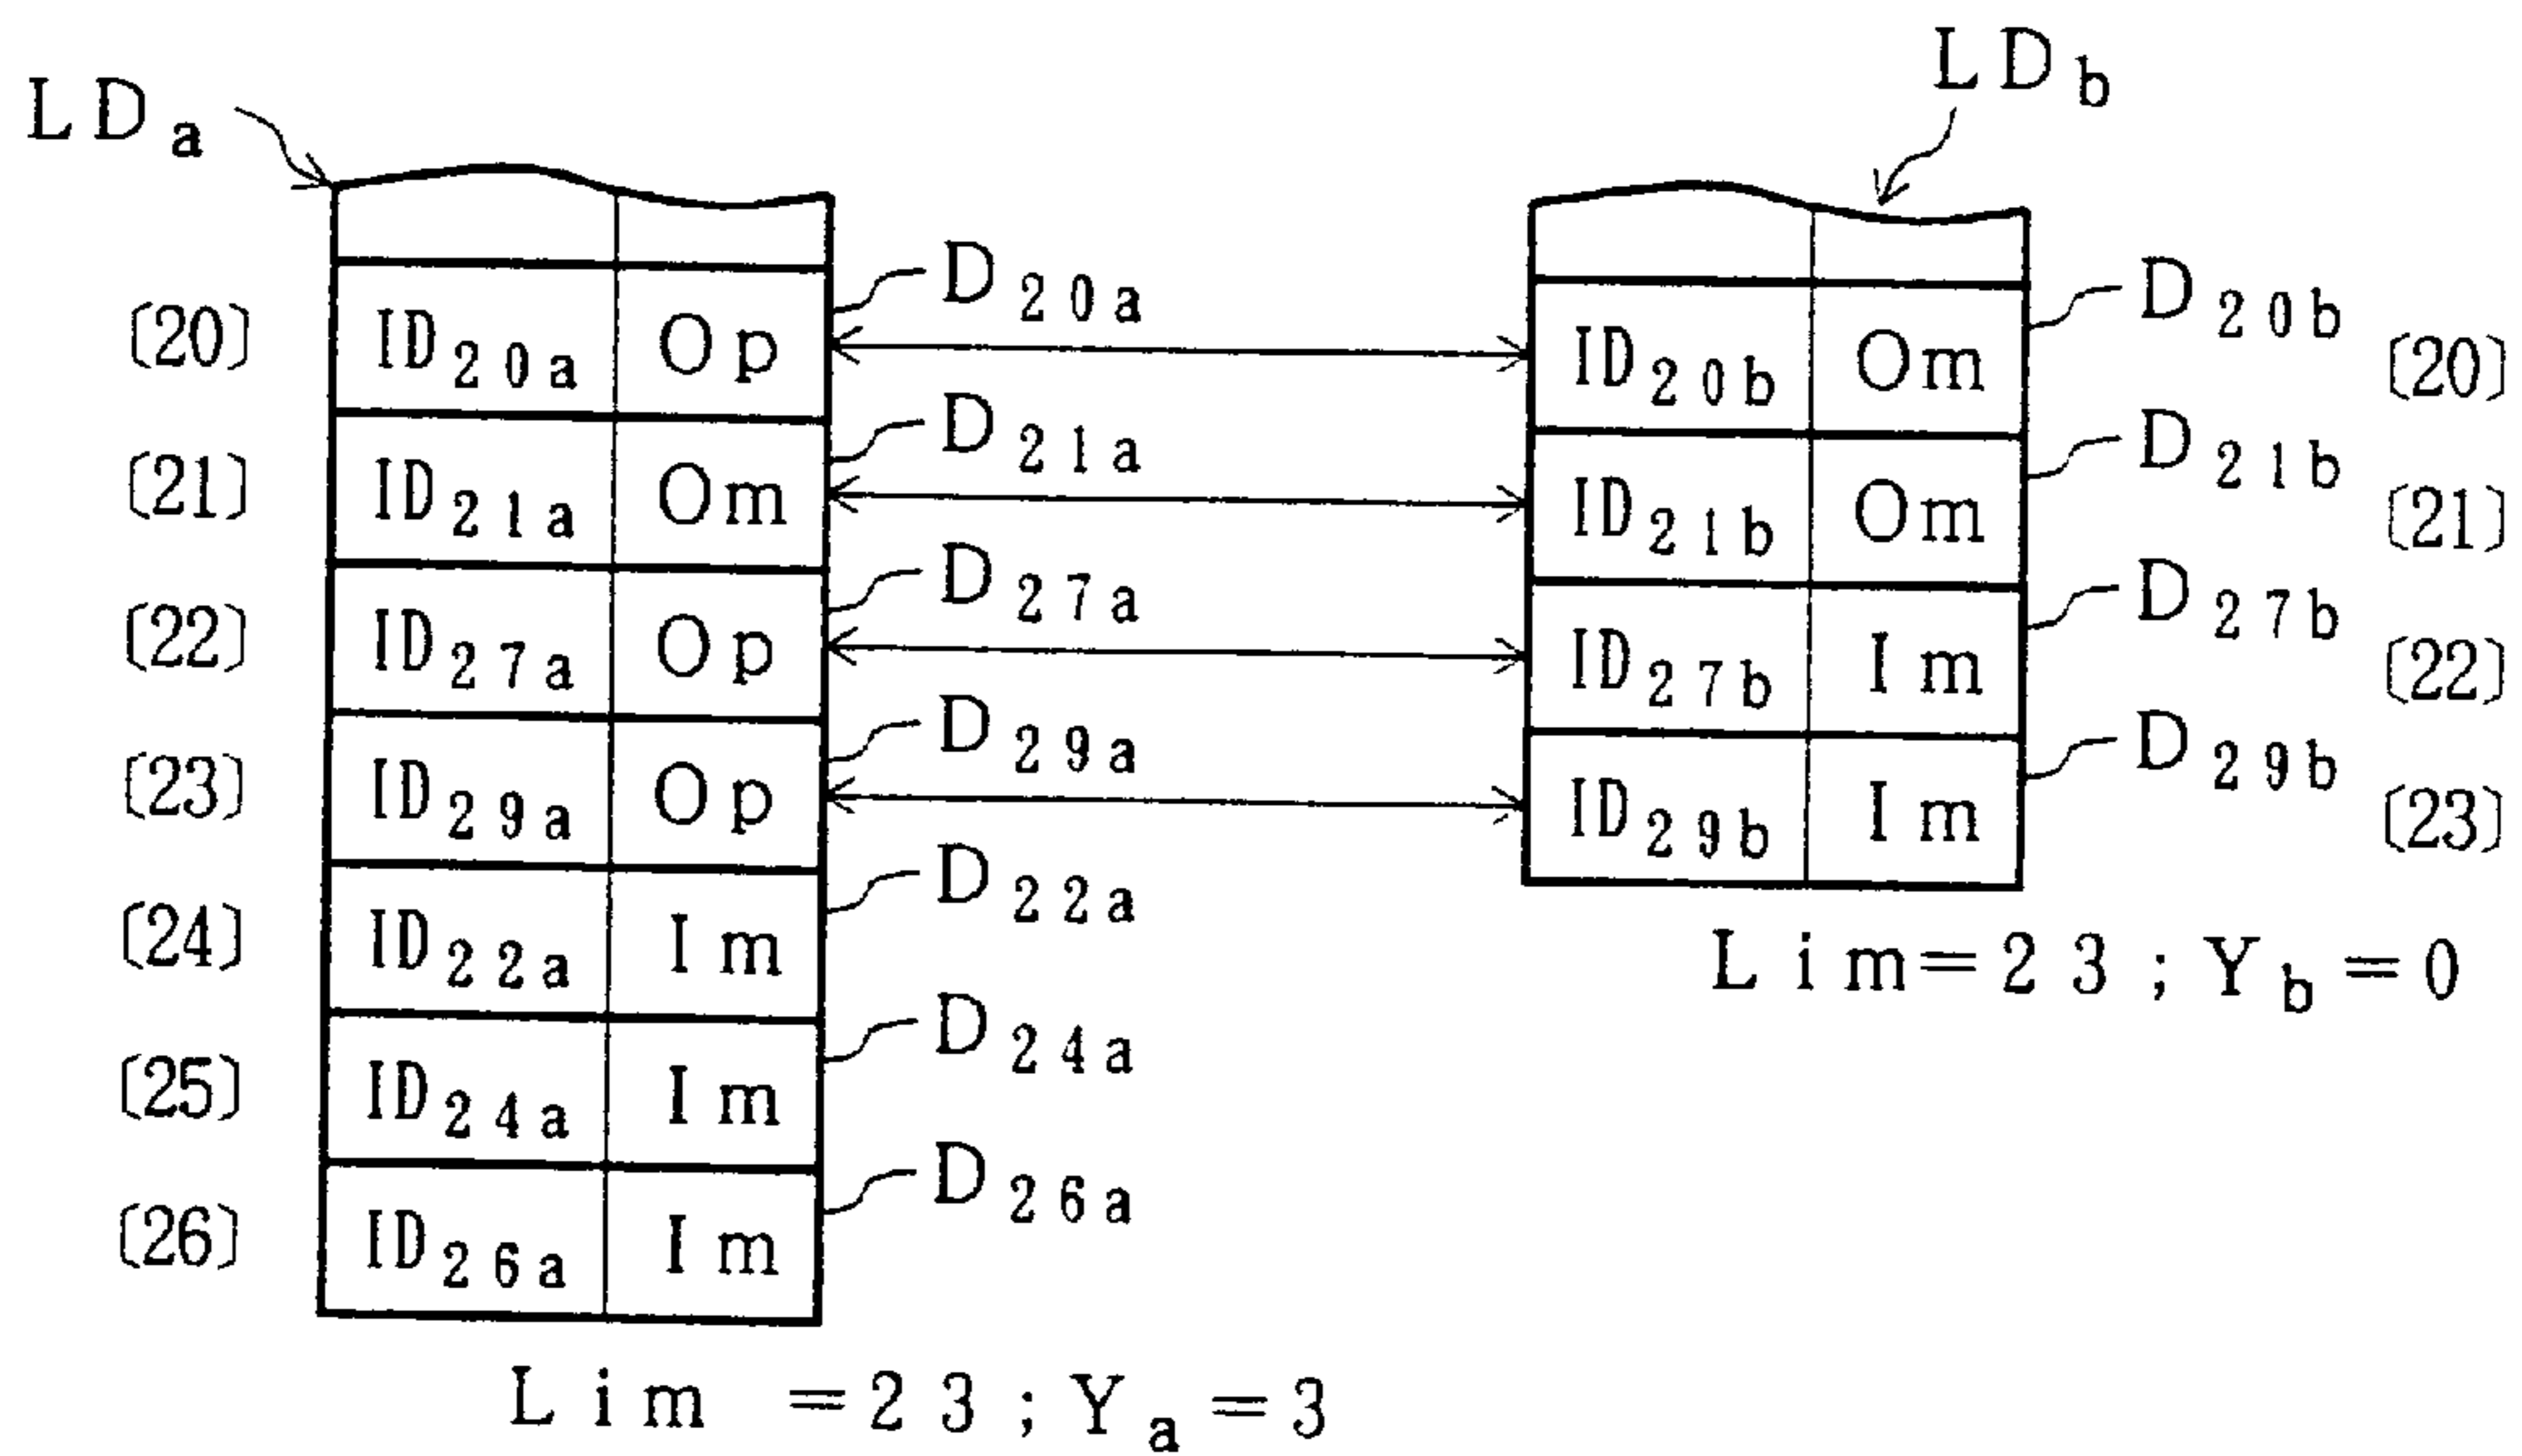 LDa LDb
[20] ID20a Op D20a ID20b Om D20b [20]
[21] ID21a Om D21a ID21b Om D21b [21]
[22] ID27a Op D27a ID27b Im D27b [22]
[23] ID29a Op D29a ID29b Im D29b [23]
[24] ID22a Im D22a
Lim=23;Yb=0
[25] ID24a Im D24a
[26] ID26a Im D26a
Lim =23;Ya=3